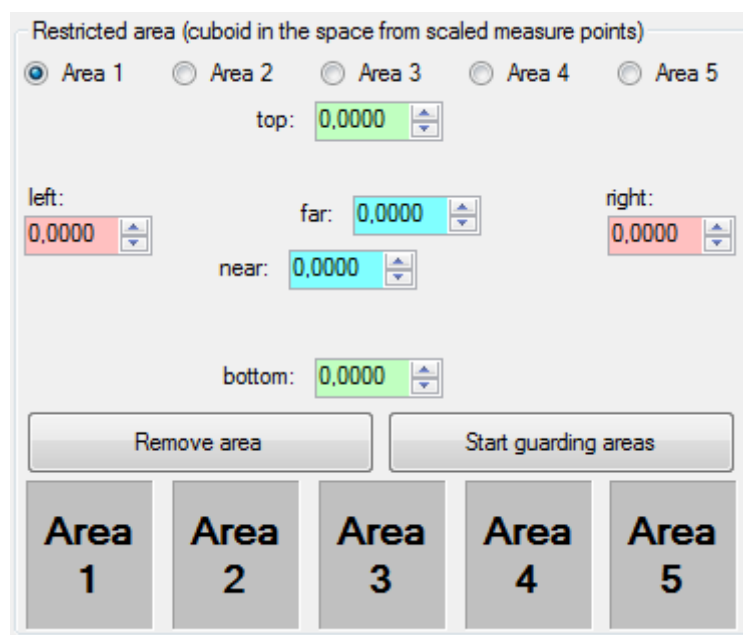 Restricted area (cuboid in the space from scaled measure points)
Area 1 Area 2 Area 3 Area 4 Area 5
top: 0,0000
left: right:
far: 0,0000
0,0000 0,0000
near: 0,0000
bottom: 0,0000
Remove area Start guarding areas
Area Area Area Area Area
1 2 3 4 5